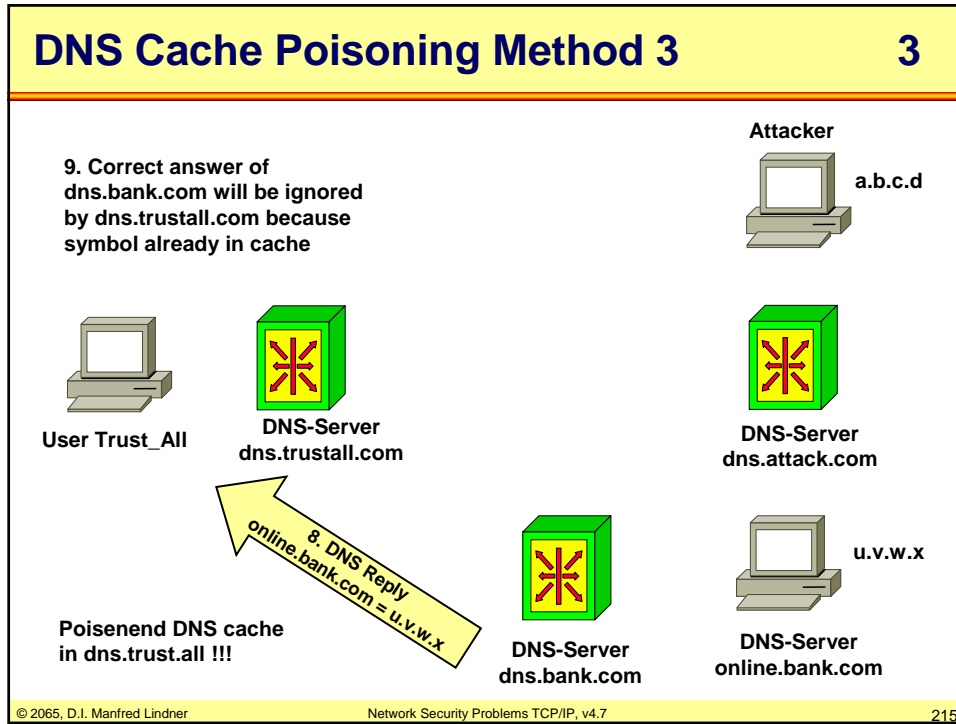 DNS Cache Poisoning Method 3 3
Attacker
a.b.c.d
9. Correct answer of
dns.bank.com will be ignored
by dns.trustall.com because
symbol already in cache
User Trust_All
DNS-Server
dns.trustall.com
DNS-Server
dns.attack.com
8. DNS Reply
online.bank.com = u.v.w.x
u.v.w.x
Poisenend DNS cache
in dns.trust.all !!!
DNS-Server
dns.bank.com
DNS-Server
online.bank.com
© 2065, D.I. Manfred Lindner Network Security Problems TCP/IP, v4.7 215